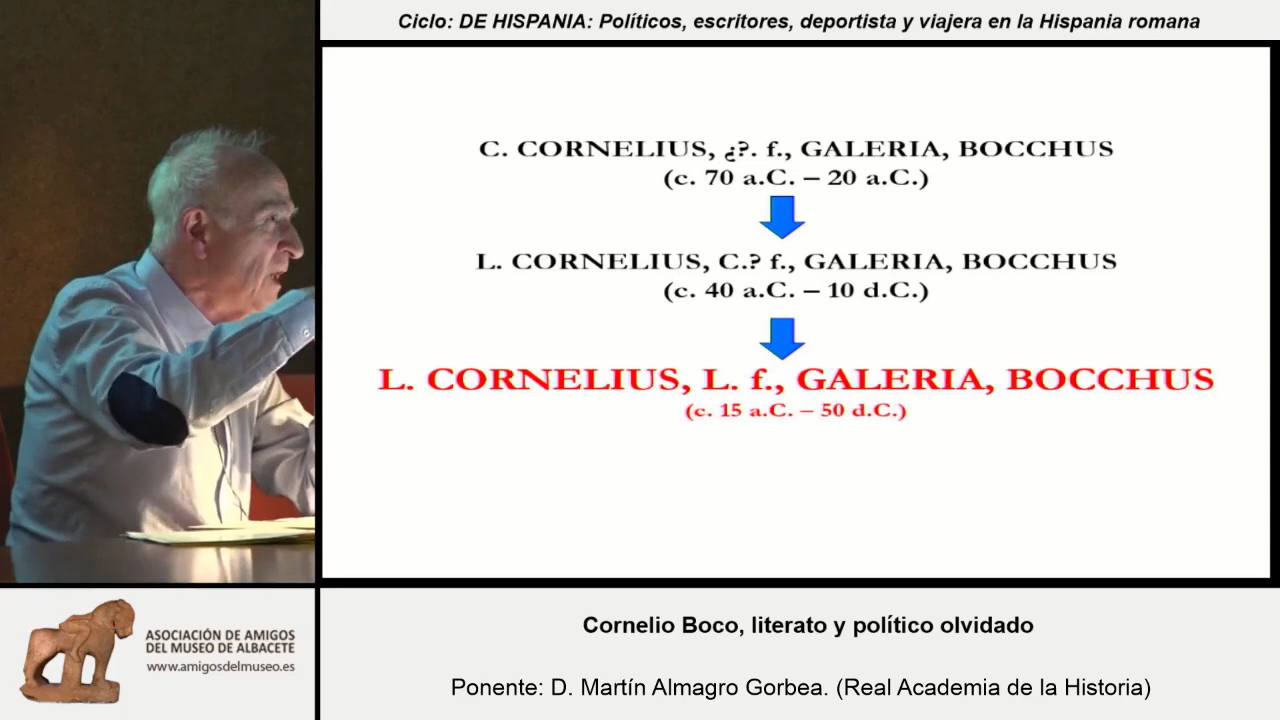 Ciclo: DE HISPANIA: Políticos, escritores, deportista y viajera en la Hispania romana
C. CORNELIUS, ¿?. f., GALERIA, BOCCHUS
(c. 70 a.C. – 20 a.C.)
L. CORNELIUS, C.? f., GALERIA, BOCCHUS
(c. 40 a.C. – 10 d.C.)
L. CORNELIUS, L. f., GALERIA, BOCCHUS
(c. 15 a.C. – 50 d.C.)
ASOCIACIÓN DE AMIGOS
DEL MUSEO DE ALBACETE
www.amigosdelmuseo.es
Cornelio Boco, literato y político olvidado
Ponente: D. Martín Almagro Gorbea. (Real Academia de la Historia)